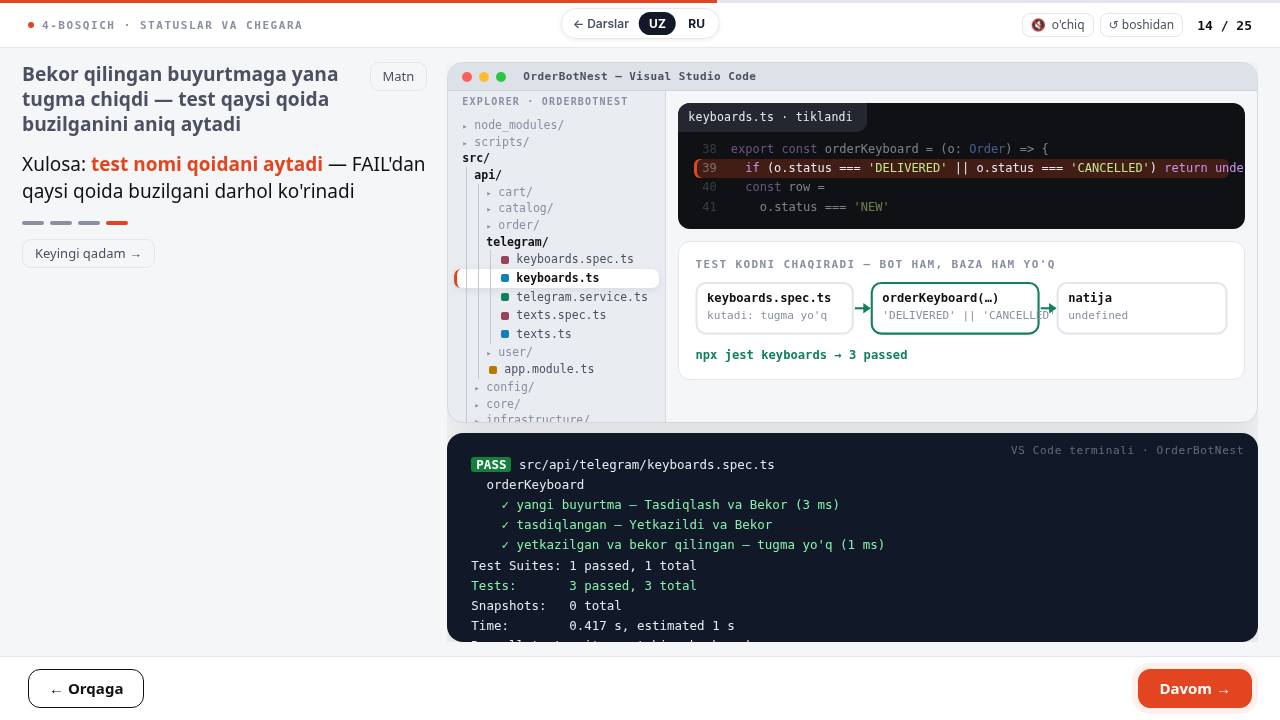 4-BOSQICH · STATUSLAR VA CHEGARA
← Darslar UZ RU
🔇 o'chiq
↺ boshidan
14 / 25
Bekor qilingan buyurtmaga yana
tugma chiqdi — test qaysi qoida
buzilganini aniq aytadi
Matn
Xulosa: test nomi qoidani aytadi — FAIL'dan
qaysi qoida buzilgani darhol ko'rinadi
Keyingi qadam →
OrderBotNest — Visual Studio Code
EXPLORER · ORDERBOTNEST
▸ node_modules/
▸ scripts/
src/
api/
▸ cart/
▸ catalog/
▸ order/
telegram/
keyboards.spec.ts
keyboards.ts
telegram.service.ts
texts.spec.ts
texts.ts
▸ user/
app.module.ts
▸ config/
▸ core/
▸ infrastructure/
keyboards.ts · tiklandi
38 export const orderKeyboard = (o: Order) => {
39 if (o.status === 'DELIVERED' || o.status === 'CANCELLED') return unde
40 const row =
41 o.status === 'NEW'
TEST KODNI CHAQIRADI — BOT HAM, BAZA HAM YO'Q
keyboards.spec.ts
kutadi: tugma yo'q
orderKeyboard(…)
'DELIVERED' || 'CANCELLED'
natija
undefined
npx jest keyboards → 3 passed
VS Code terminali · OrderBotNest
PASS src/api/telegram/keyboards.spec.ts
orderKeyboard
✓ yangi buyurtma — Tasdiqlash va Bekor (3 ms)
✓ tasdiqlangan — Yetkazildi va Bekor
✓ yetkazilgan va bekor qilingan — tugma yo'q (1 ms)
Test Suites: 1 passed, 1 total
Tests: 3 passed, 3 total
Snapshots: 0 total
Time: 0.417 s, estimated 1 s
← Orqaga
Davom →